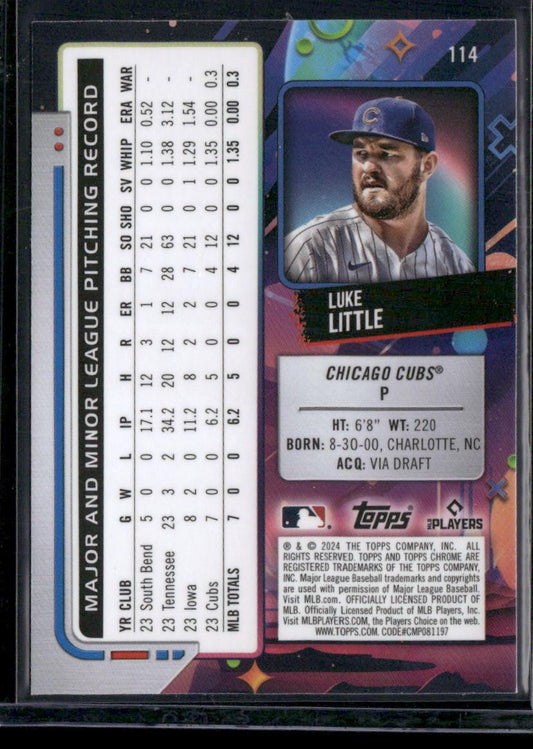 114
LUKE
LITTLE
CHICAGO CUBS®
P
HT: 6'8" WT: 220
BORN: 8-30-00, CHARLOTTE, NC
ACQ: VIA DRAFT
topps
MLB PLAYERS
® & © 2024 THE TOPPS COMPANY, INC. ALL
RIGHTS RESERVED. TOPPS AND TOPPS CHROME ARE
REGISTERED TRADEMARKS OF THE TOPPS COMPANY,
INC. Major League Baseball trademarks and copyrights
are used with permission of Major League Baseball.
Visit MLB.com. OFFICIALLY LICENSED PRODUCT OF
MLB. Officially Licensed Product of MLB Players, Inc.
Visit MLBPLAYERS.com, the Players Choice on the web.
WWW.TOPPS.COM. CODE#CMP081197
MAJOR AND MINOR LEAGUE PITCHING RECORD
YR CLUB G W L IP H R ER BB SO SHO SV WHIP ERA WAR
23 South Bend 5 0 0 17.1 12 3 1 7 21 0 0 1.10 0.52 -
23 Tennessee 23 3 2 34.2 20 12 12 28 63 0 0 1.38 3.12 -
23 Iowa 8 2 0 11.2 8 2 2 7 21 0 1 1.29 1.54 -
23 Cubs 7 0 0 6.2 5 0 0 4 12 0 0 1.35 0.00 0.3
MLB TOTALS 7 0 0 6.2 5 0 0 4 12 0 0 1.35 0.00 0.3